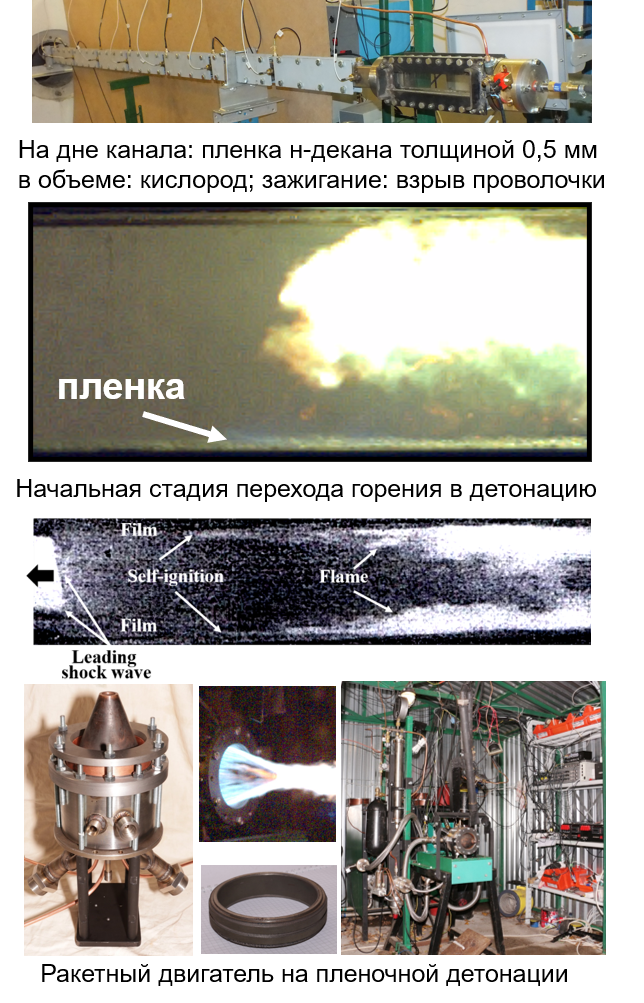 На дне канала: пленка н-декана толщиной 0,5 мм
в объеме: кислород; зажигание: взрыв проволочки
пленка
Начальная стадия перехода горения в детонацию
Film
Self-ignition
Flame
Film
Leading
shock wave
Ракетный двигатель на пленочной детонации